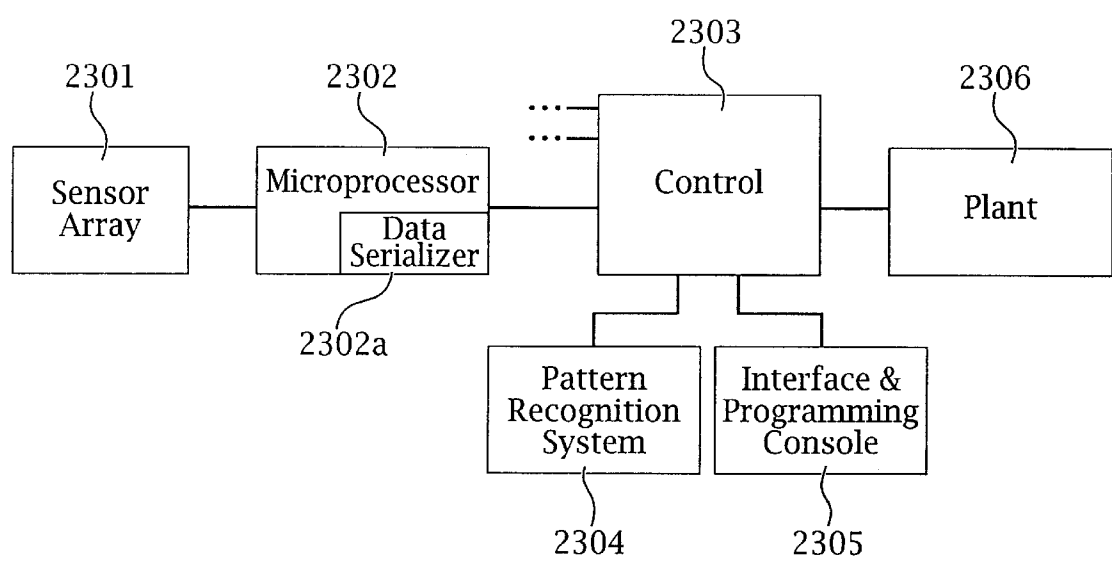 2303
2301
2302
2306
Sensor
Array
Microprocessor
Data
Serializer
Control
Plant
2302a
Pattern
Recognition
System
Interface &
Programming
Console
2304
2305